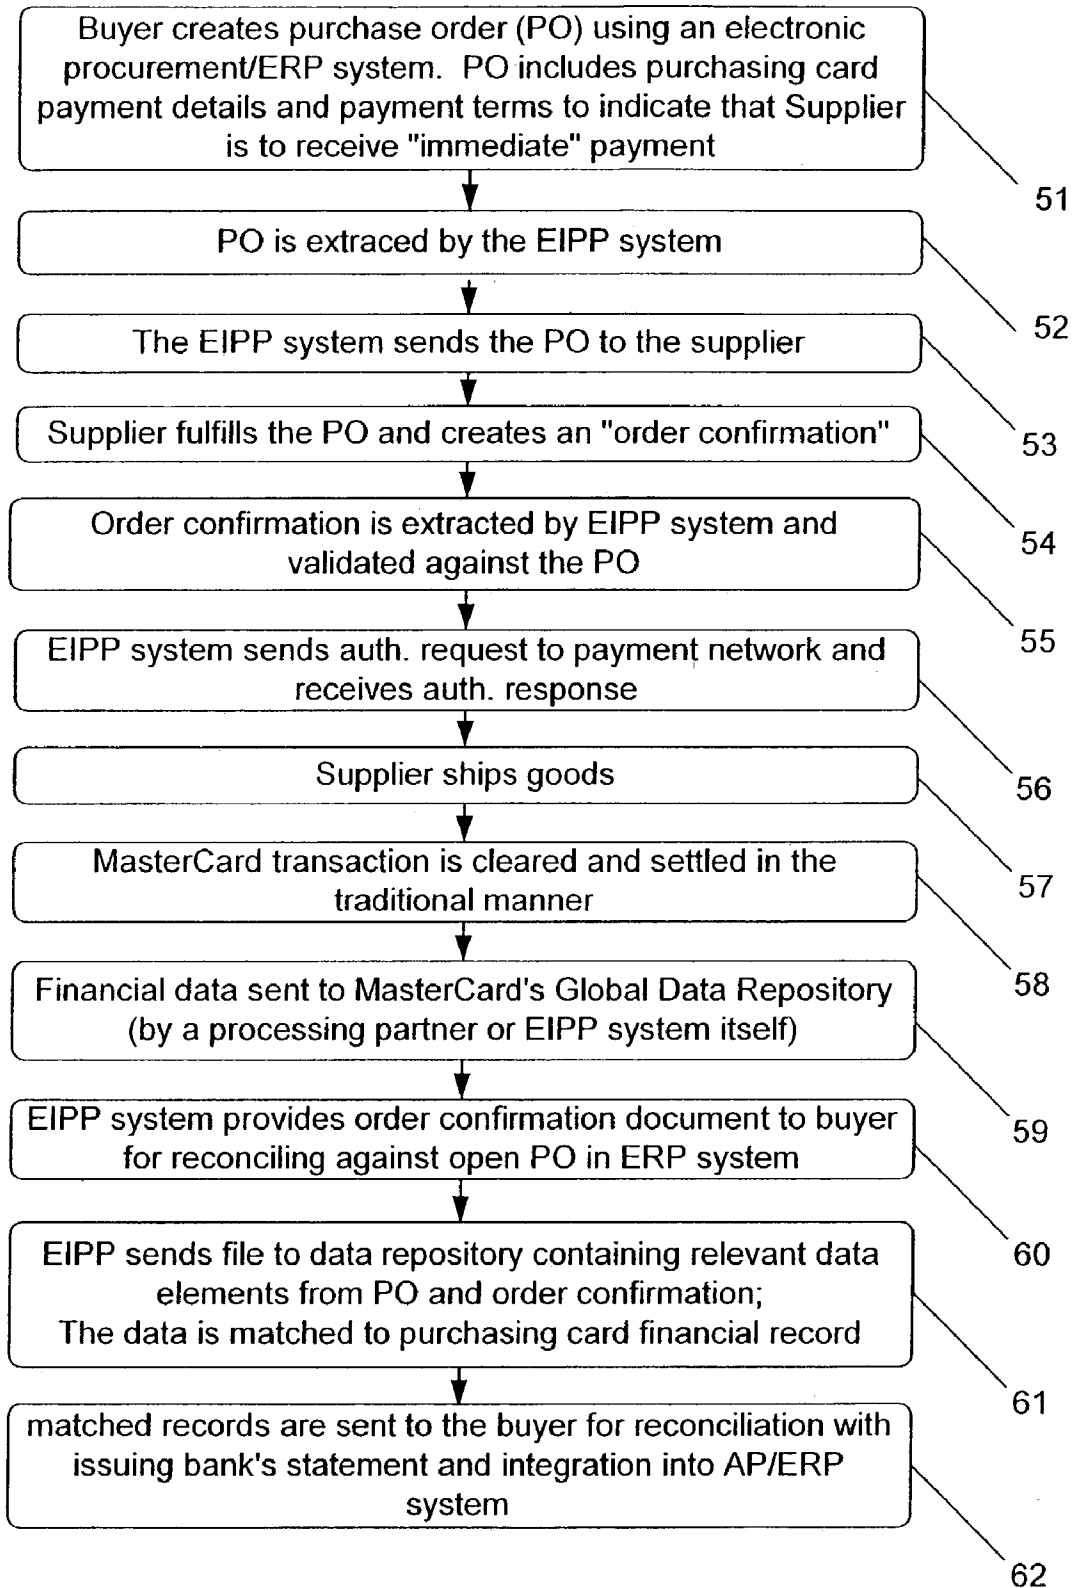 Buyer creates purchase order (PO) using an electronic
procurement/ERP system. PO includes purchasing card
payment details and payment terms to indicate that Supplier
is to receive "immediate" payment
51
PO is extraced by the EIPP system
52
The EIPP system sends the PO to the supplier
53
Supplier fulfills the PO and creates an "order confirmation"
54
Order confirmation is extracted by EIPP system and
validated against the PO
55
EIPP system sends auth. request to payment network and
receives auth. response
56
Supplier ships goods
57
MasterCard transaction is cleared and settled in the
traditional manner
58
Financial data sent to MasterCard's Global Data Repository
(by a processing partner or EIPP system itself)
59
EIPP system provides order confirmation document to buyer
for reconciling against open PO in ERP system
60
EIPP sends file to data repository containing relevant data
elements from PO and order confirmation;
The data is matched to purchasing card financial record
61
matched records are sent to the buyer for reconciliation with
issuing bank's statement and integration into AP/ERP
system
62